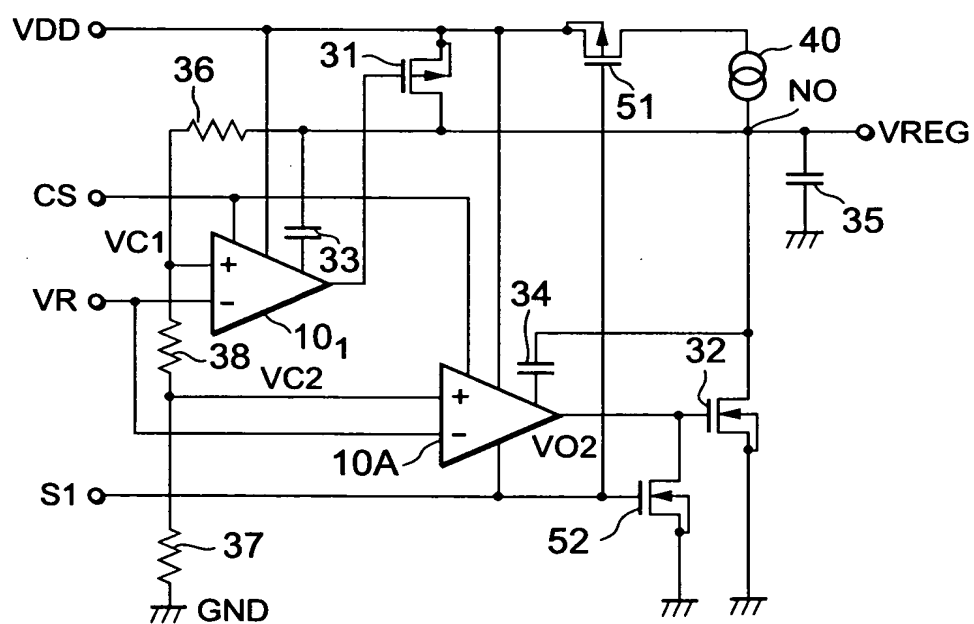 VDD
31
40
36
51
NO
VREG
CS
35
VC1
+
33
VR
−
10₁
34
38
32
VC2
+
−
10A
VO2
S1
52
37
GND